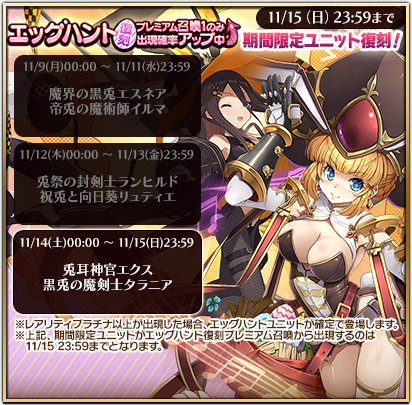 エッグハント復刻 プレミアム召喚1のみ
出現確率アップ中♪
11/15（日）23:59まで
期間限定ユニット復刻！
11/9(月)00:00 ～ 11/11(水)23:59
魔界の黒兎エスネア
帝兎の魔術師イルマ
11/12(木)00:00 ～ 11/13(金)23:59
兎祭の封剣士ランヒルド
祝兎と向日葵リュティエ
11/14(土)00:00 ～ 11/15(日)23:59
兎耳神官エクス
黒兎の魔剣士タラニア
※レアリティプラチナ以上が出現した場合、エッグハントユニットが確定で登場します。
※上記、期間限定ユニットがエッグハント復刻プレミアム召喚から出現するのは
11/15 23:59までとなります。